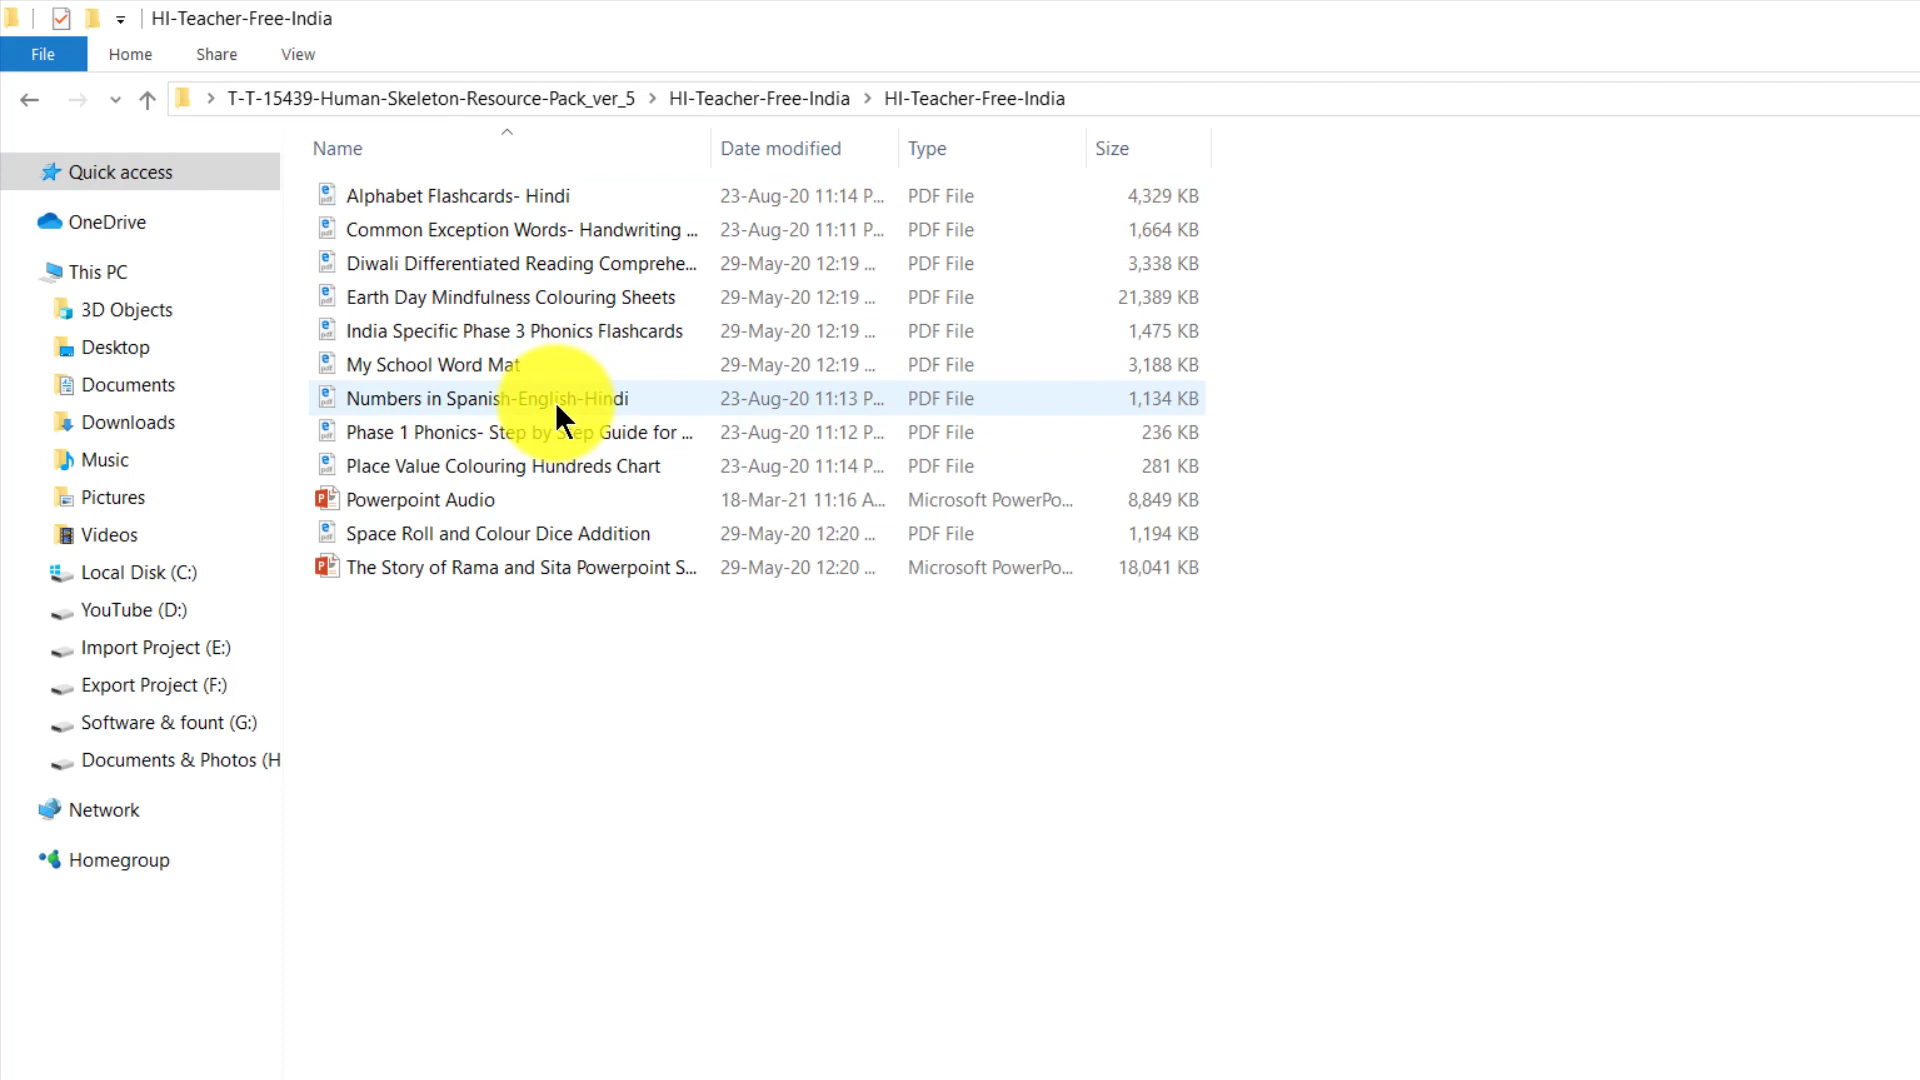 HI-Teacher-Free-India
File Home Share View
T-T-15439-Human-Skeleton-Resource-Pack_ver_5 > HI-Teacher-Free-India > HI-Teacher-Free-India
Name Date modified Type Size
Quick access
OneDrive
This PC
3D Objects
Desktop
Documents
Downloads
Music
Pictures
Videos
Local Disk (C:)
YouTube (D:)
Import Project (E:)
Export Project (F:)
Software & fount (G:)
Documents & Photos (H
Network
Homegroup
Alphabet Flashcards- Hindi 23-Aug-20 11:14 P... PDF File 4,329 KB
Common Exception Words- Handwriting ... 23-Aug-20 11:11 P... PDF File 1,664 KB
Diwali Differentiated Reading Comprehe... 29-May-20 12:19 ... PDF File 3,338 KB
Earth Day Mindfulness Colouring Sheets 29-May-20 12:19 ... PDF File 21,389 KB
India Specific Phase 3 Phonics Flashcards 29-May-20 12:19 ... PDF File 1,475 KB
My School Word Mat 29-May-20 12:19 ... PDF File 3,188 KB
Numbers in Spanish-English-Hindi 23-Aug-20 11:13 P... PDF File 1,134 KB
Phase 1 Phonics- Step by Step Guide for ... 23-Aug-20 11:12 P... PDF File 236 KB
Place Value Colouring Hundreds Chart 23-Aug-20 11:14 P... PDF File 281 KB
Powerpoint Audio 18-Mar-21 11:16 A... Microsoft PowerPo... 8,849 KB
Space Roll and Colour Dice Addition 29-May-20 12:20 ... PDF File 1,194 KB
The Story of Rama and Sita Powerpoint S... 29-May-20 12:20 ... Microsoft PowerPo... 18,041 KB